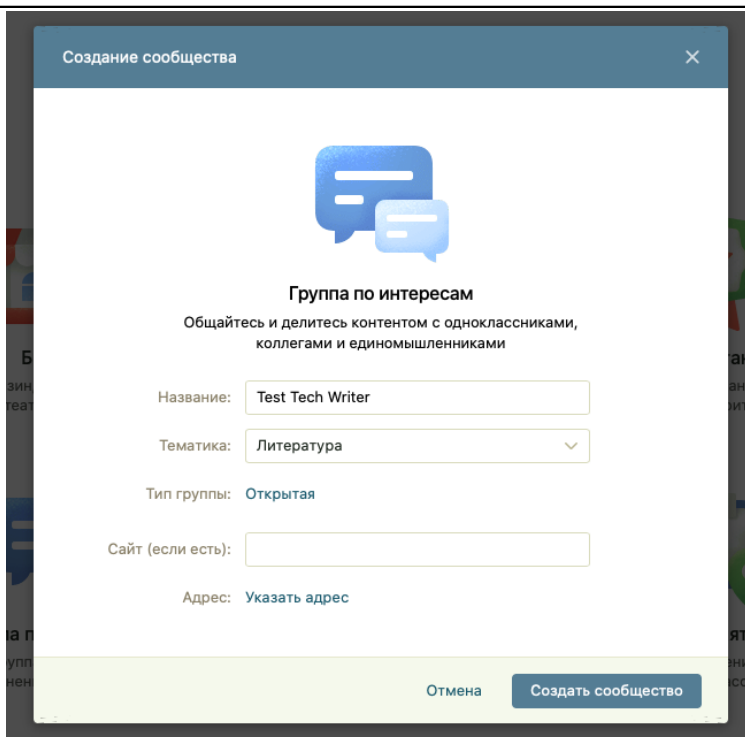 Создание сообщества
Группа по интересам
Общайтесь и делитесь контентом с одноклассниками,
коллегами и единомышленниками
Название: Test Tech Writer
Тематика: Литература
Тип группы: Открытая
Сайт (если есть):
Адрес: Указать адрес
Отмена Создать сообщество